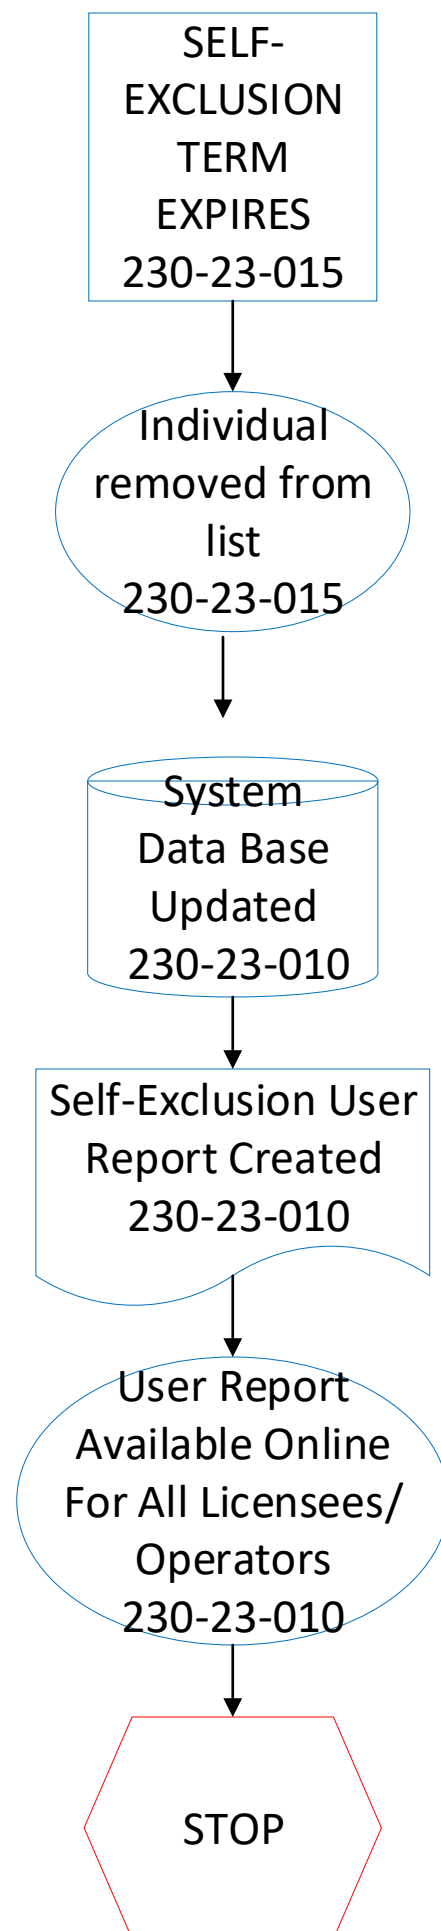 SELF-
EXCLUSION
TERM
EXPIRES
230-23-015
Individual
removed from
list
230-23-015
System
Data Base
Updated
230-23-010
Self-Exclusion User
Report Created
230-23-010
User Report
Available Online
For All Licensees/
Operators
230-23-010
STOP